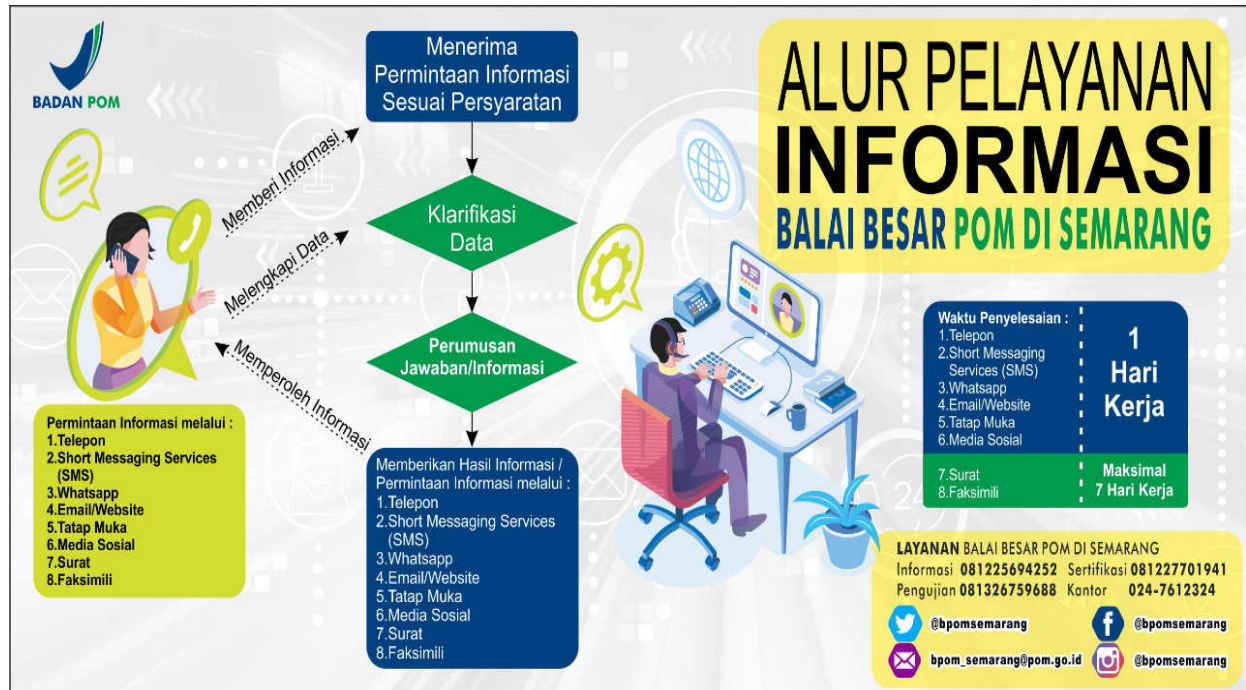 BADAN POM
ALUR PELAYANAN
INFORMASI
BALAI BESAR POM DI SEMARANG
Menerima
Permintaan Informasi
Sesuai Persyaratan
Memberi Informasi
Melengkapi Data
Klarifikasi
Data
Perumusan
Jawaban/Informasi
Memperoleh Informasi
Permintaan Informasi melalui :
1.Telepon
2.Short Messaging Services
(SMS)
3.Whatsapp
4.Email/Website
5.Tatap Muka
6.Media Sosial
7.Surat
8.Faksimili
Memberikan Hasil Informasi /
Permintaan Informasi melalui :
1.Telepon
2.Short Messaging Services
(SMS)
3.Whatsapp
4.Email/Website
5.Tatap Muka
6.Media Sosial
7.Surat
8.Faksimili
Waktu Penyelesaian :
1.Telepon
2.Short Messaging
Services (SMS)
3.Whatsapp
4.Email/Website
5.Tatap Muka
6.Media Sosial
1
Hari
Kerja
7.Surat
8.Faksimili
Maksimal
7 Hari Kerja
24
LAYANAN BALAI BESAR POM DI SEMARANG
Informasi 081225694252 Sertifikasi 081227701941
Pengujian 081326759688 Kantor 024-7612324
@bpomsemarang
@bpomsemarang
bpom_semarang@pom.go.id
@bpomsemarang